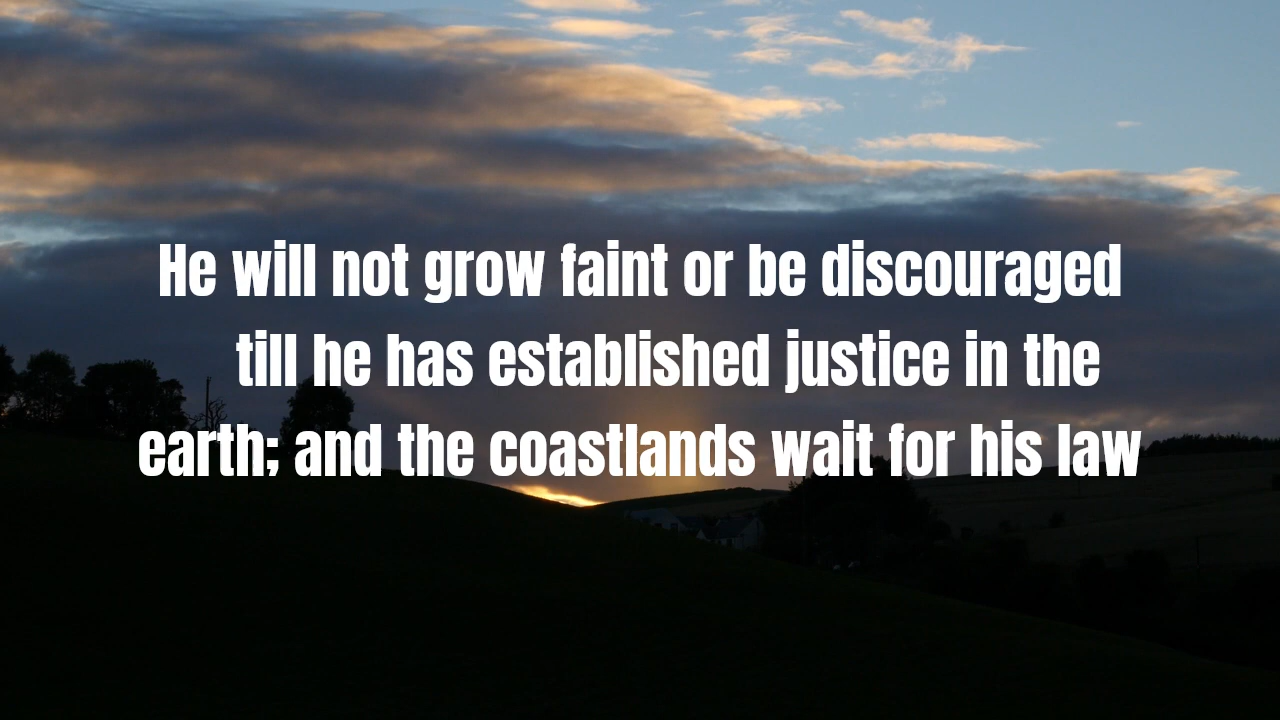 He will not grow faint or be discouraged
till he has established justice in the
earth; and the coastlands wait for his law